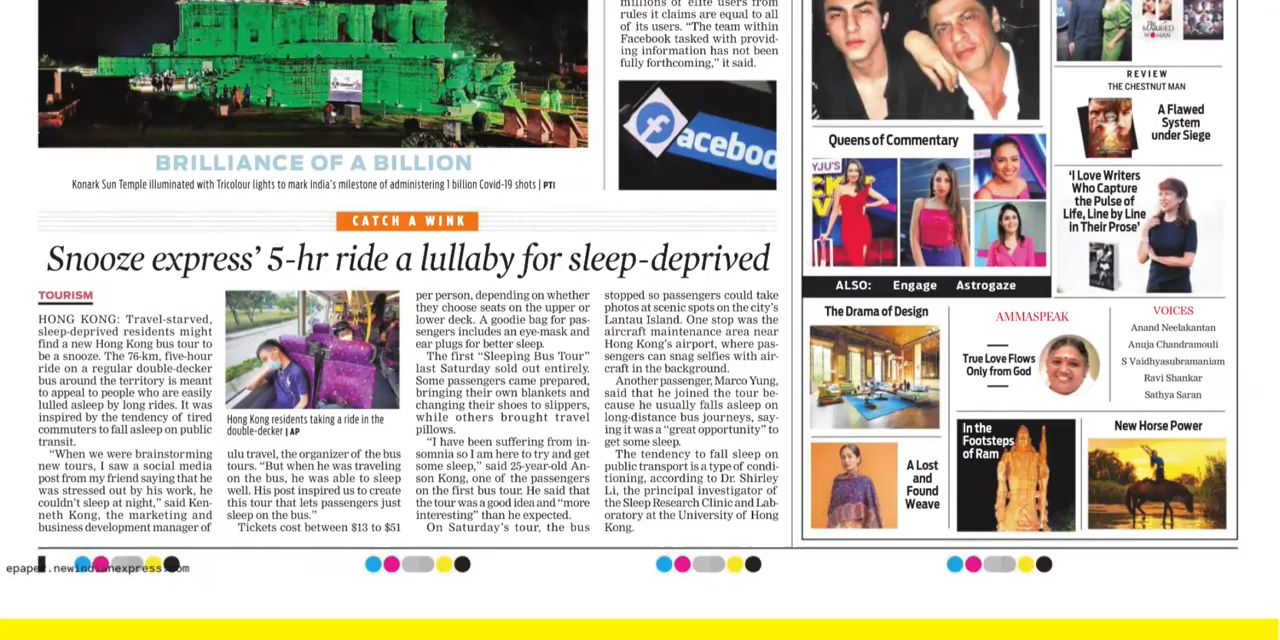 BRILLIANCE OF A BILLION
Konark Sun Temple illuminated with Tricolour lights to mark India's milestone of administering 1 billion Covid-19 shots | PTI
millions of elite users from
rules it claims are equal to all
of its users. “The team within
Facebook tasked with provid-
ing information has not been
fully forthcoming,” it said.
faceboo
CATCH A WINK
Snooze express’ 5-hr ride a lullaby for sleep-deprived
TOURISM
HONG KONG: Travel-starved,
sleep-deprived residents might
find a new Hong Kong bus tour to
be a snooze. The 76-km, five-hour
ride on a regular double-decker
bus around the territory is meant
to appeal to people who are easily
lulled asleep by long rides. It was
inspired by the tendency of tired
commuters to fall asleep on public
transit.
“When we were brainstorming
new tours, I saw a social media
post from my friend saying that he
was stressed out by his work, he
couldn’t sleep at night,” said Ken-
neth Kong, the marketing and
business development manager of
Hong Kong residents taking a ride in the
double-decker | AP
ulu travel, the organizer of the bus
tours. “But when he was traveling
on the bus, he was able to sleep
well. His post inspired us to create
this tour that lets passengers just
sleep on the bus.”
Tickets cost between $13 to $51
per person, depending on whether
they choose seats on the upper or
lower deck. A goodie bag for pas-
sengers includes an eye-mask and
ear plugs for better sleep.
The first “Sleeping Bus Tour”
last Saturday sold out entirely.
Some passengers came prepared,
bringing their own blankets and
changing their shoes to slippers,
while others brought travel
pillows.
“I have been suffering from in-
somnia so I am here to try and get
some sleep,” said 25-year-old An-
son Kong, one of the passengers
on the first bus tour. He said that
the tour was a good idea and “more
interesting” than he expected.
On Saturday’s tour, the bus
stopped so passengers could take
photos at scenic spots on the city’s
Lantau Island. One stop was the
aircraft maintenance area near
Hong Kong’s airport, where pas-
sengers can snag selfies with air-
craft in the background.
Another passenger, Marco Yung,
said that he joined the tour be-
cause he usually falls asleep on
long-distance bus journeys, say-
ing it was a “great opportunity” to
get some sleep.
The tendency to fall sleep on
public transport is a type of condi-
tioning, according to Dr. Shirley
Li, the principal investigator of
the Sleep Research Clinic and Lab-
oratory at the University of Hong
Kong.
Queens of Commentary
YJU'S
MARRIED
WOMAN
REVIEW
THE CHESTNUT MAN
A Flawed
System
under Siege
‘I Love Writers
Who Capture
the Pulse of
Life, Line by Line
in Their Prose’
ALSO: Engage Astrogaze
The Drama of Design
AMMASPEAK
True Love Flows
Only from God
VOICES
Anand Neelakantan
Anuja Chandramouli
S Vaidhyasubramaniam
Ravi Shankar
Sathya Saran
A Lost
and
Found
Weave
In the
Footsteps
of Ram
New Horse Power
epaper.newindianexpress.com